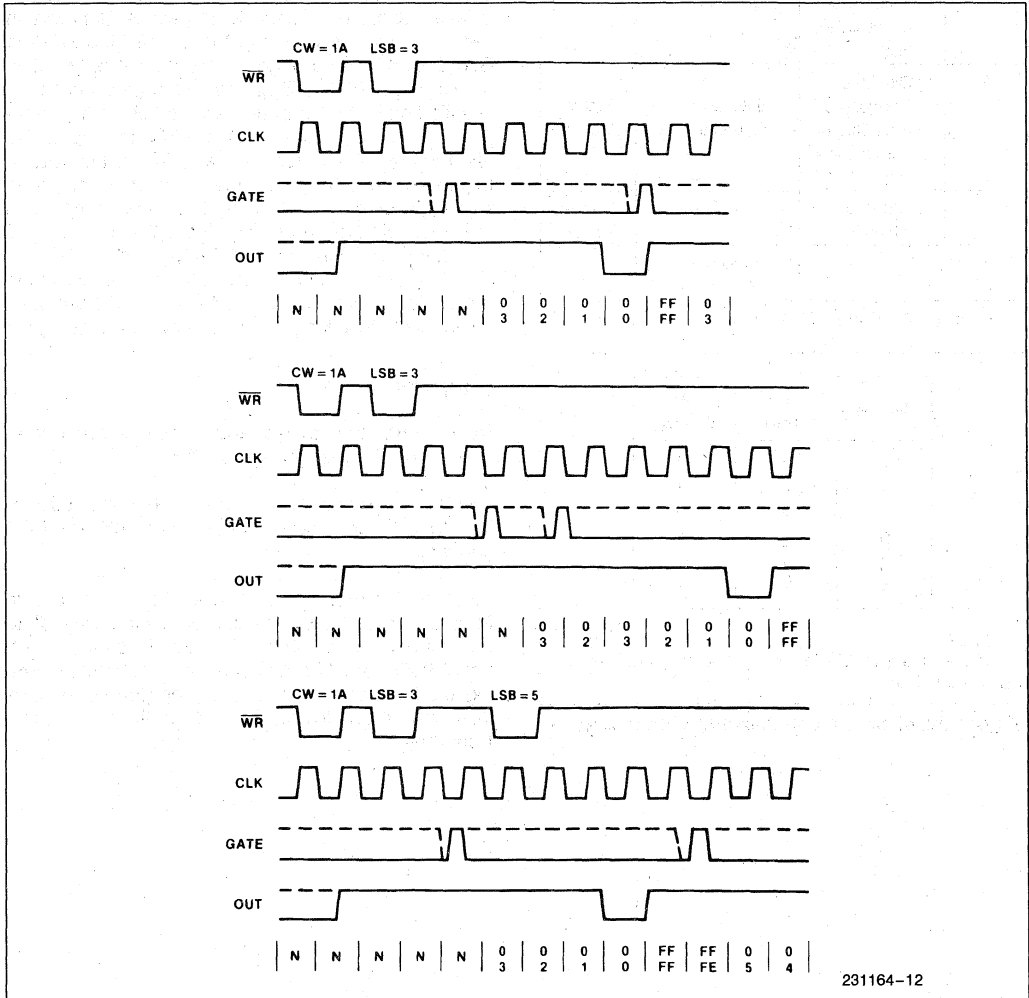 CW = 1A LSB = 3
WR
CLK
GATE
OUT
N N N N N 0 0 0 0 FF 0
3 2 1 0 FF 3
CW = 1A LSB = 3
WR
CLK
GATE
OUT
N N N N N N 0 0 0 0 0 0 FF
3 2 3 2 1 0 FF
CW = 1A LSB = 3 LSB = 5
WR
CLK
GATE
OUT
N N N N N 0 0 0 0 FF FF 0 0
3 2 1 0 FF FE 5 4
231164-12